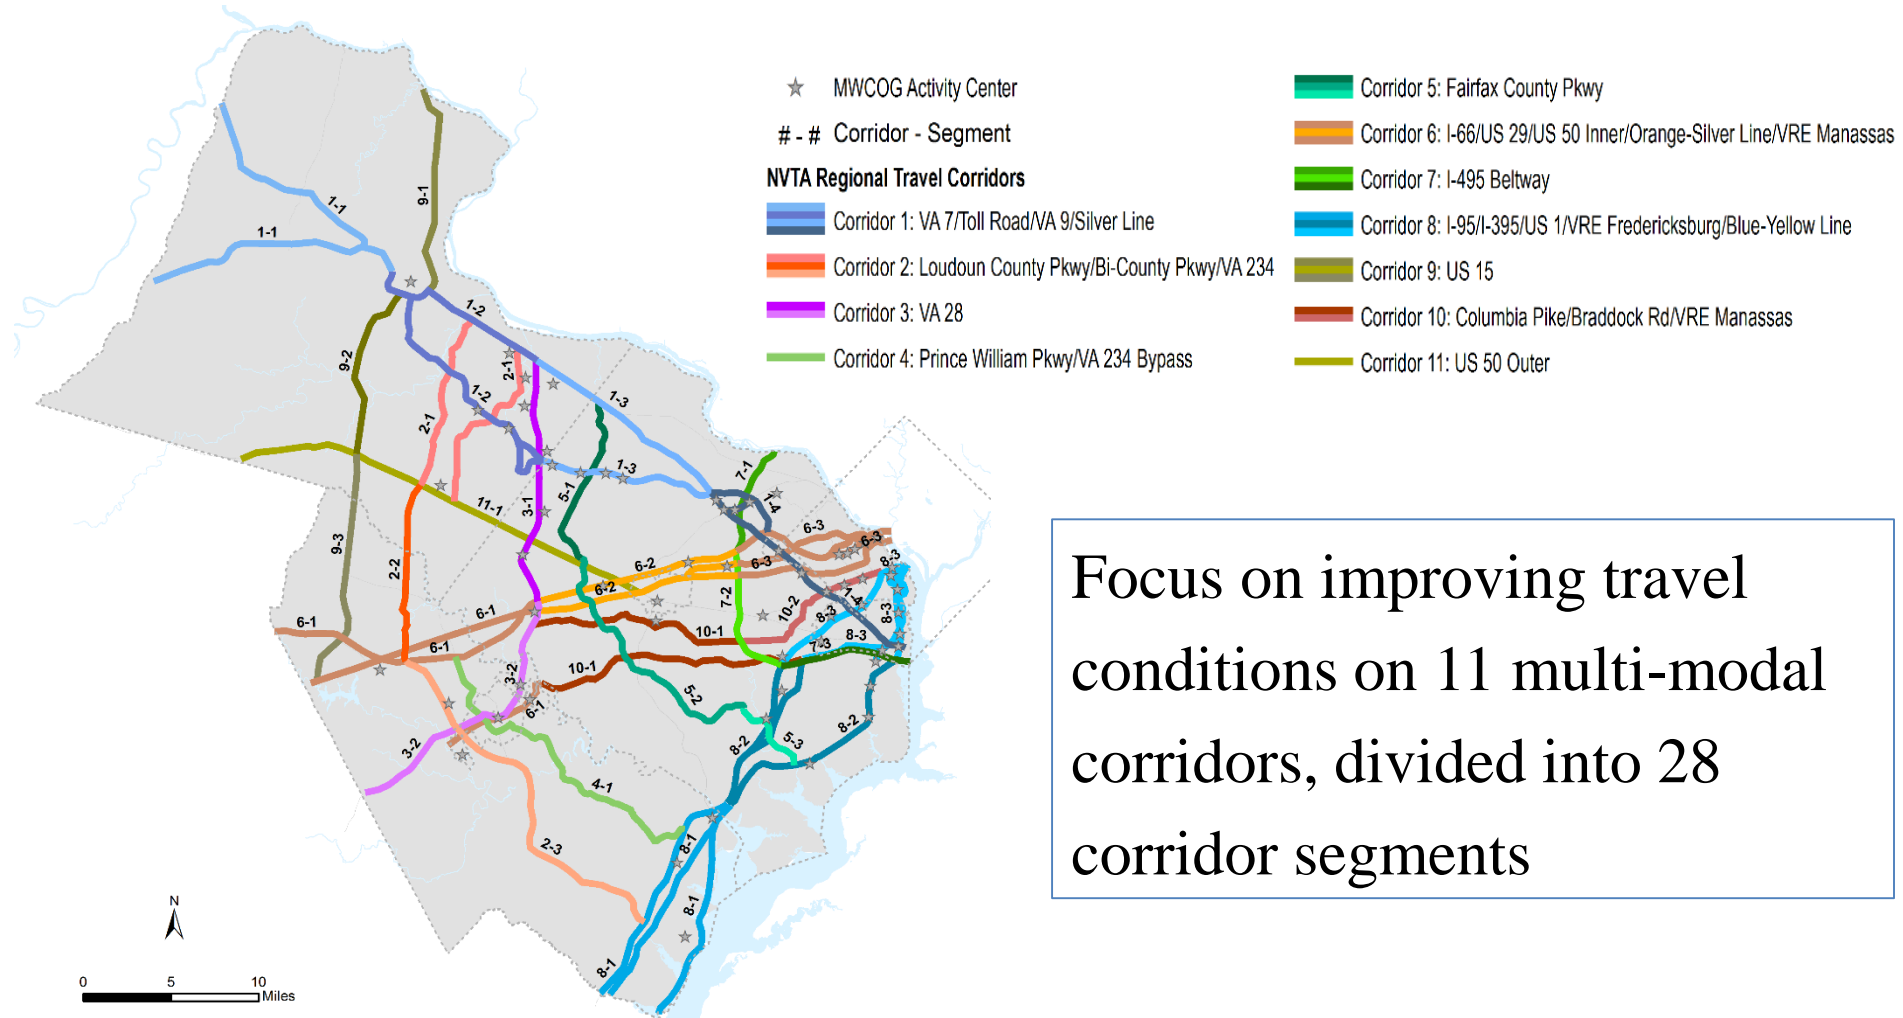 MWCOG Activity Center
# - # Corridor - Segment
NVTA Regional Travel Corridors
Corridor 1: VA 7/Toll Road/VA 9/Silver Line
Corridor 2: Loudoun County Pkwy/Bi-County Pkwy/VA 234
Corridor 3: VA 28
Corridor 4: Prince William Pkwy/VA 234 Bypass
Corridor 5: Fairfax County Pkwy
Corridor 6: I-66/US 29/US 50 Inner/Orange-Silver Line/VRE Manassas
Corridor 7: I-495 Beltway
Corridor 8: I-95/I-395/US 1/VRE Fredericksburg/Blue-Yellow Line
Corridor 9: US 15
Corridor 10: Columbia Pike/Braddock Rd/VRE Manassas
Corridor 11: US 50 Outer
1-1
1-1
9-1
1-2
9-2
2-1
1-2
2-1
1-3
1-3
7-1
1-4
5-1
3-1
11-1
9-3
2-2
6-2
6-2
6-3
6-3
6-3
8-3
7-2
10-2
1-4
8-3
8-3
6-1
6-1
6-1
10-1
7-3
8-3
3-2
10-1
5-2
6-1
3-2
8-2
8-2
5-3
4-1
2-3
8-1
8-1
8-1
N
0 5 10
Miles
Focus on improving travel
conditions on 11 multi-modal
corridors, divided into 28
corridor segments